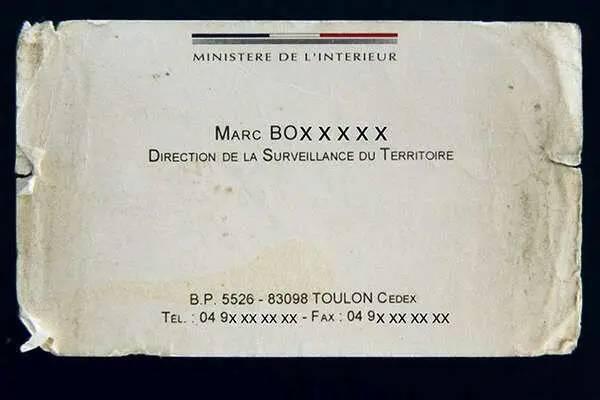 MINISTERE DE L'INTERIEUR
MARC BOXXXXX
DIRECTION DE LA SURVEILLANCE DU TERRITOIRE
B.P. 5526 - 83098 TOULON CEDEX
TEL. : 04 9x xx xx xx - FAX : 04 9x xx xx xx